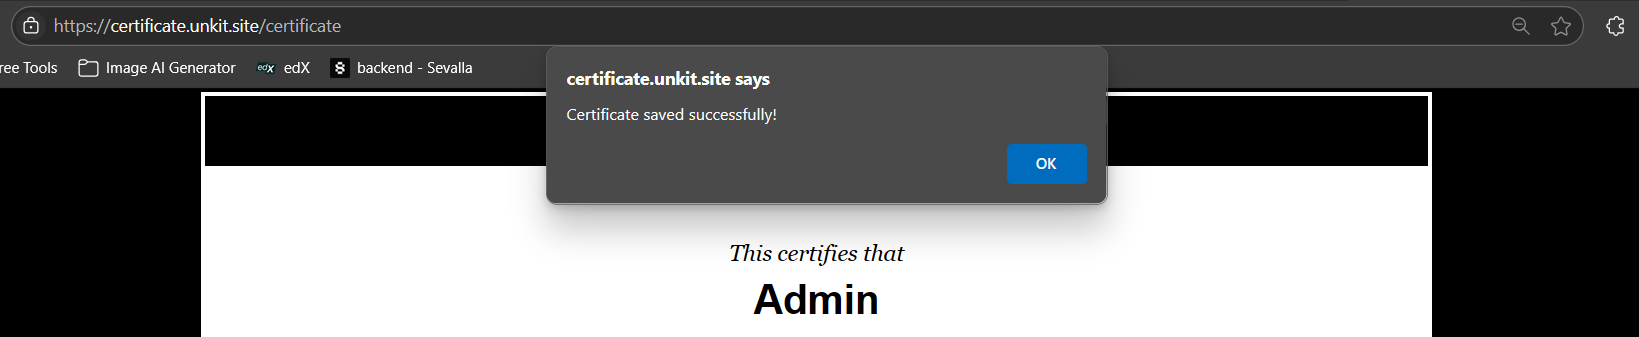 https://certificate.unkit.site/certificate
ree Tools
Image AI Generator
edX
edX
backend - Sevalla
certificate.unkit.site says
Certificate saved successfully!
OK
This certifies that
Admin